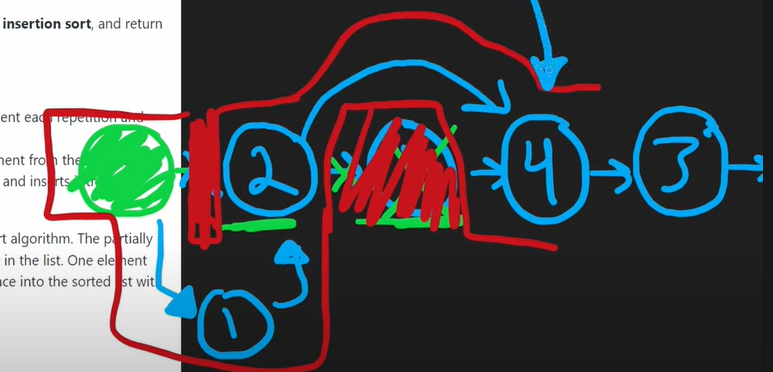 insertion sort, and return
ent each repetition and
ment from the
and inserts
rt algorithm. The partially
in the list. One element
ace into the sorted list wit
2
4
3
1